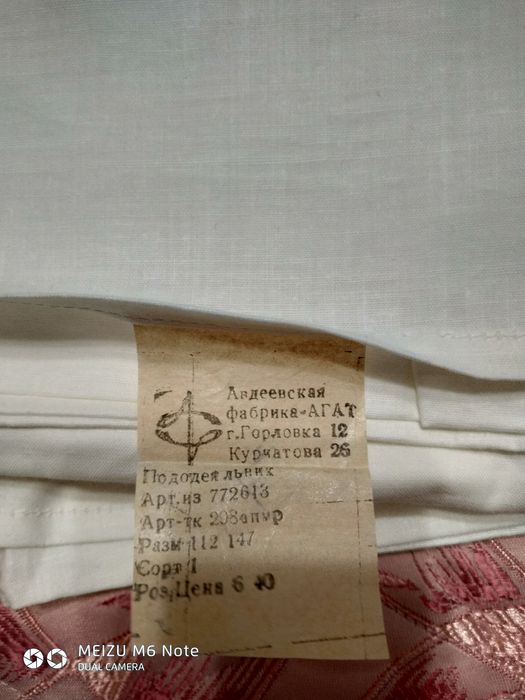 Авдеевская
фабрика-АГАТ
г.Горловка 12
Курчатова 26
Пододеяльник
Арт.из 772613
Арт-тк 298апур
Разм 112 147
Сорт 1
Роз,Цена 6 40
MEIZU M6 Note
DUAL CAMERA